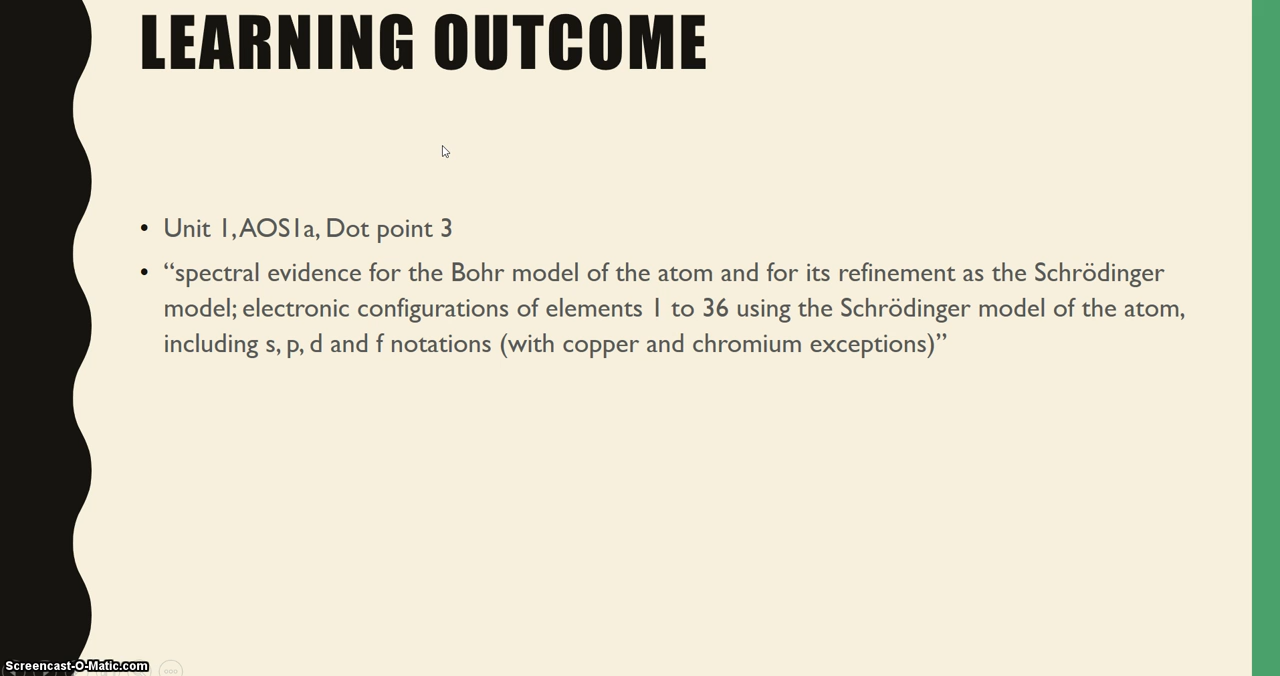 LEARNING OUTCOME
• Unit 1, AOS1a, Dot point 3
• “spectral evidence for the Bohr model of the atom and for its refinement as the Schrödinger
model; electronic configurations of elements 1 to 36 using the Schrödinger model of the atom,
including s, p, d and f notations (with copper and chromium exceptions)”
Screencast-O-Matic.com